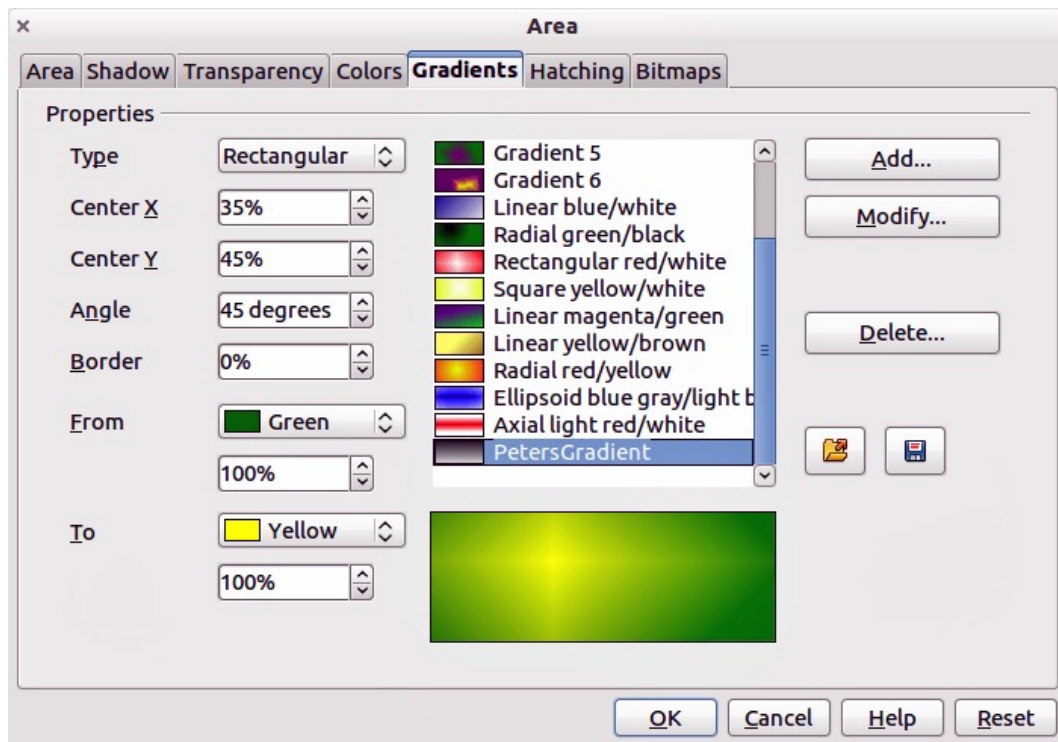 Area
Area Shadow Transparency Colors Gradients Hatching Bitmaps
Properties
Type Rectangular
Center X 35%
Center Y 45%
Angle 45 degrees
Border 0%
From Green
100%
To Yellow
100%
Gradient 5
Gradient 6
Linear blue/white
Radial green/black
Rectangular red/white
Square yellow/white
Linear magenta/green
Linear yellow/brown
Radial red/yellow
Ellipsoid blue gray/light b
Axial light red/white
PetersGradient
Add...
Modify...
Delete...
OK Cancel Help Reset